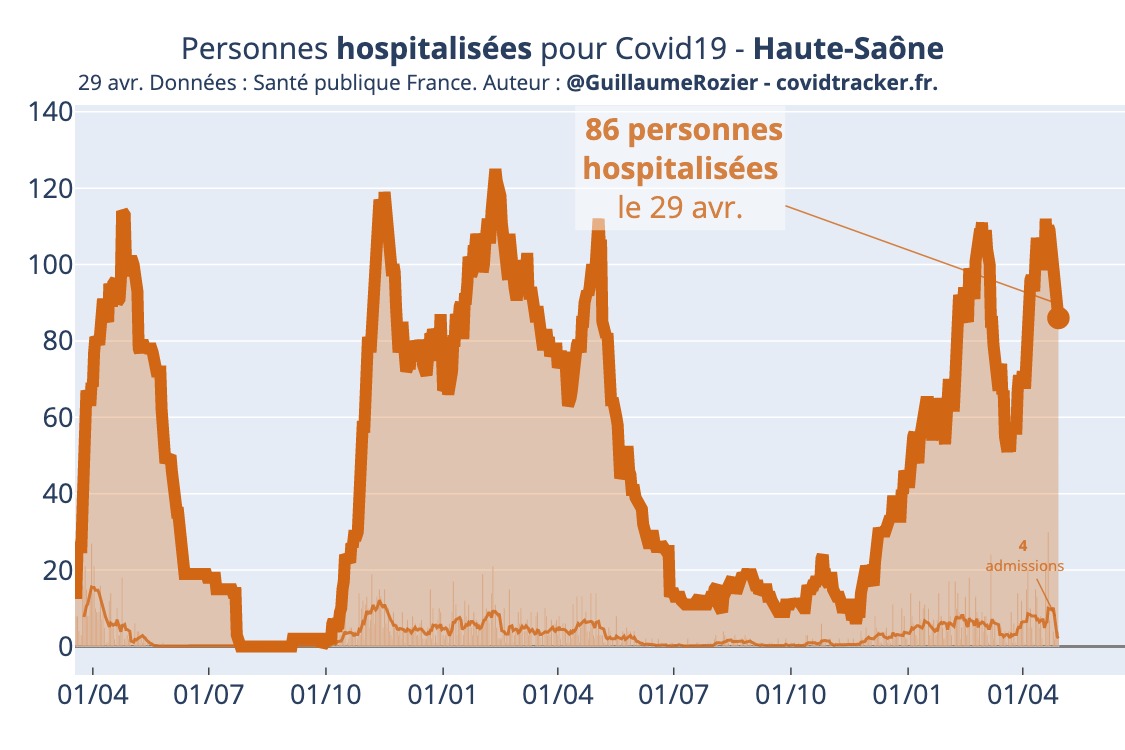 Personnes hospitalisées pour Covid19 - Haute-Saône
29 avr. Données : Santé publique France. Auteur : @GuillaumeRozier - covidtracker.fr.
140
86 personnes
hospitalisées
le 29 avr.
120
100
80
60
40
4
admissions
20
0
01/04 01/07 01/10 01/01 01/04 01/07 01/10 01/01 01/04